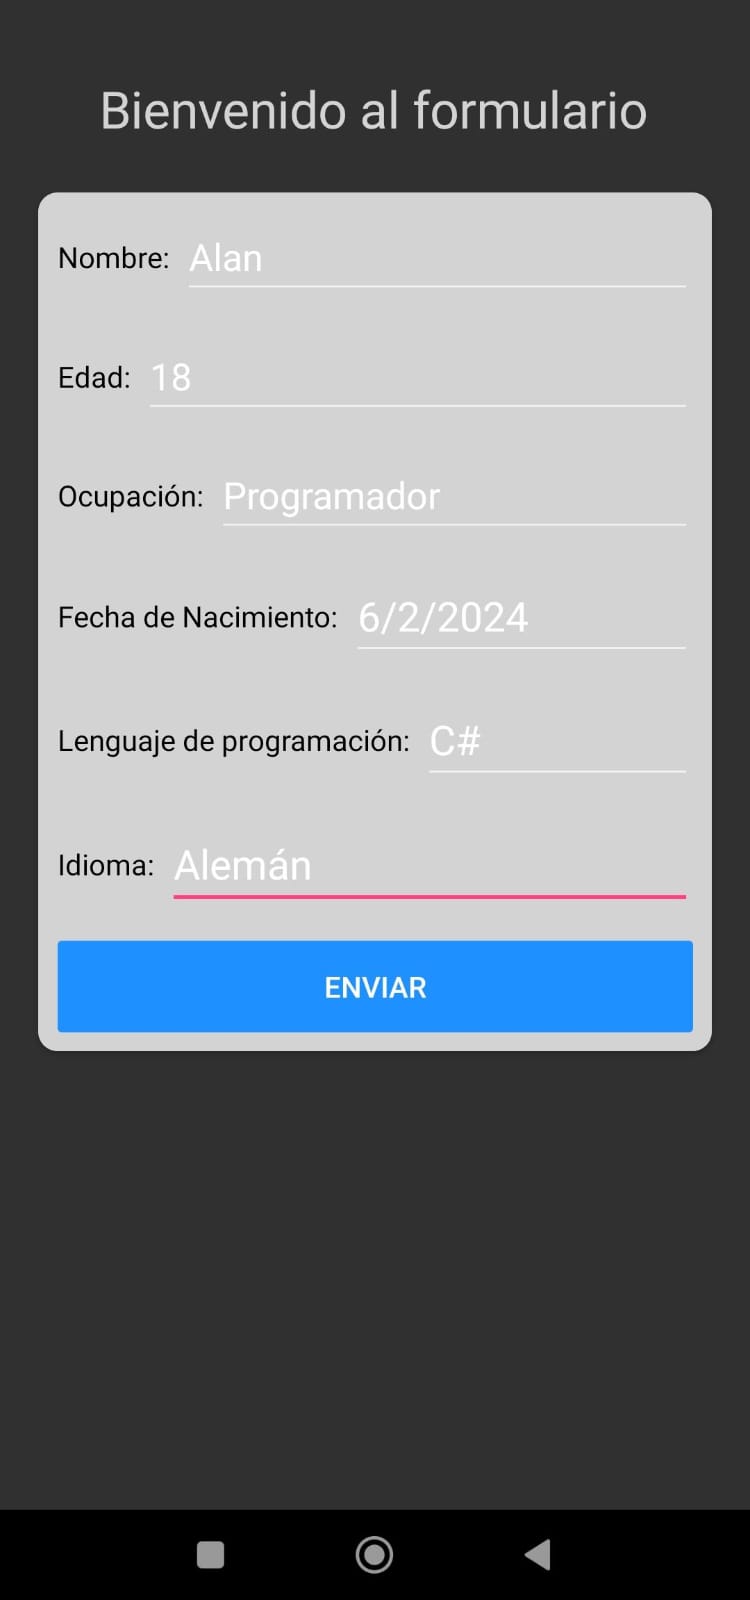 Bienvenido al formulario
Nombre: Alan
Edad: 18
Ocupación: Programador
Fecha de Nacimiento: 6/2/2024
Lenguaje de programación: C#
Idioma: Alemán
ENVIAR